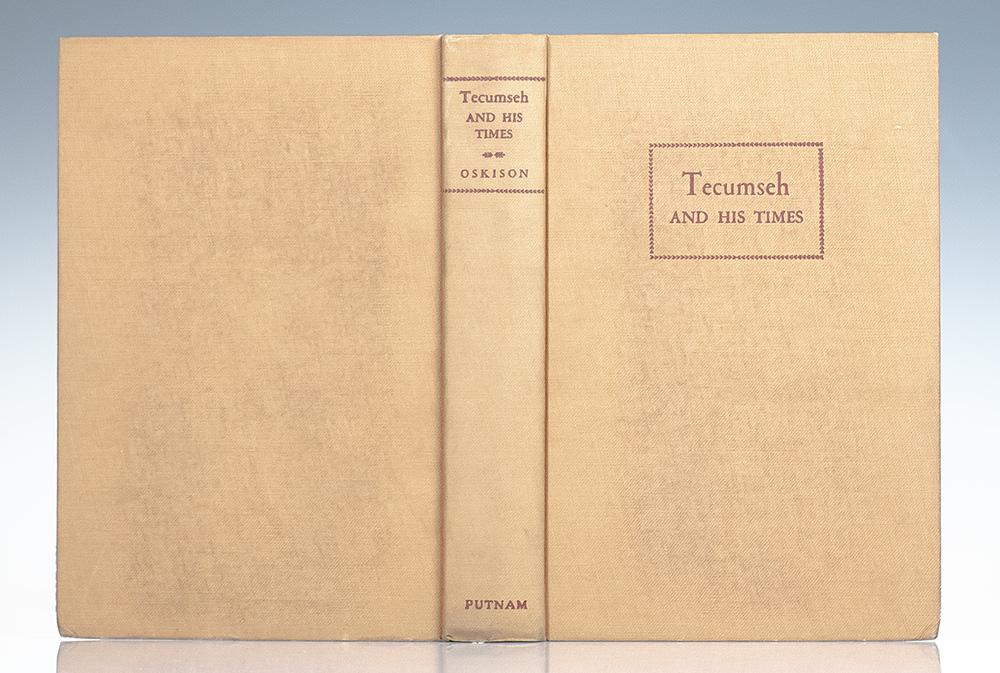 Tecumseh
AND HIS
TIMES
OSKISON
PUTNAM
Tecumseh
AND HIS TIMES